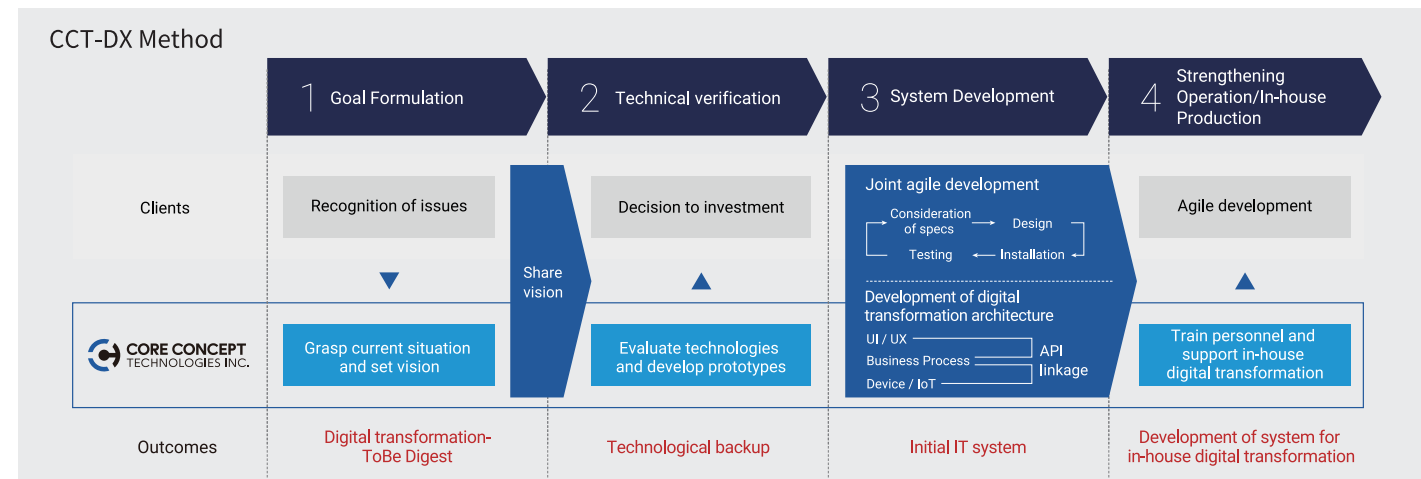 CCT-DX Method
1 Goal Formulation
2 Technical verification
3 System Development
4 Strengthening
Operation/In-house
Production
Clients
Recognition of issues
Share
vision
Decision to investment
Joint agile development
Consideration
of specs
Design
Testing
Installation
Development of digital
transformation architecture
UI / UX
Business Process
Device / IoT
API
linkage
Agile development
CORE CONCEPT
TECHNOLOGIES INC.
Grasp current situation
and set vision
Evaluate technologies
and develop prototypes
Train personnel and
support in-house
digital transformation
Outcomes
Digital transformation-
ToBe Digest
Technological backup
Initial IT system
Development of system for
in-house digital transformation